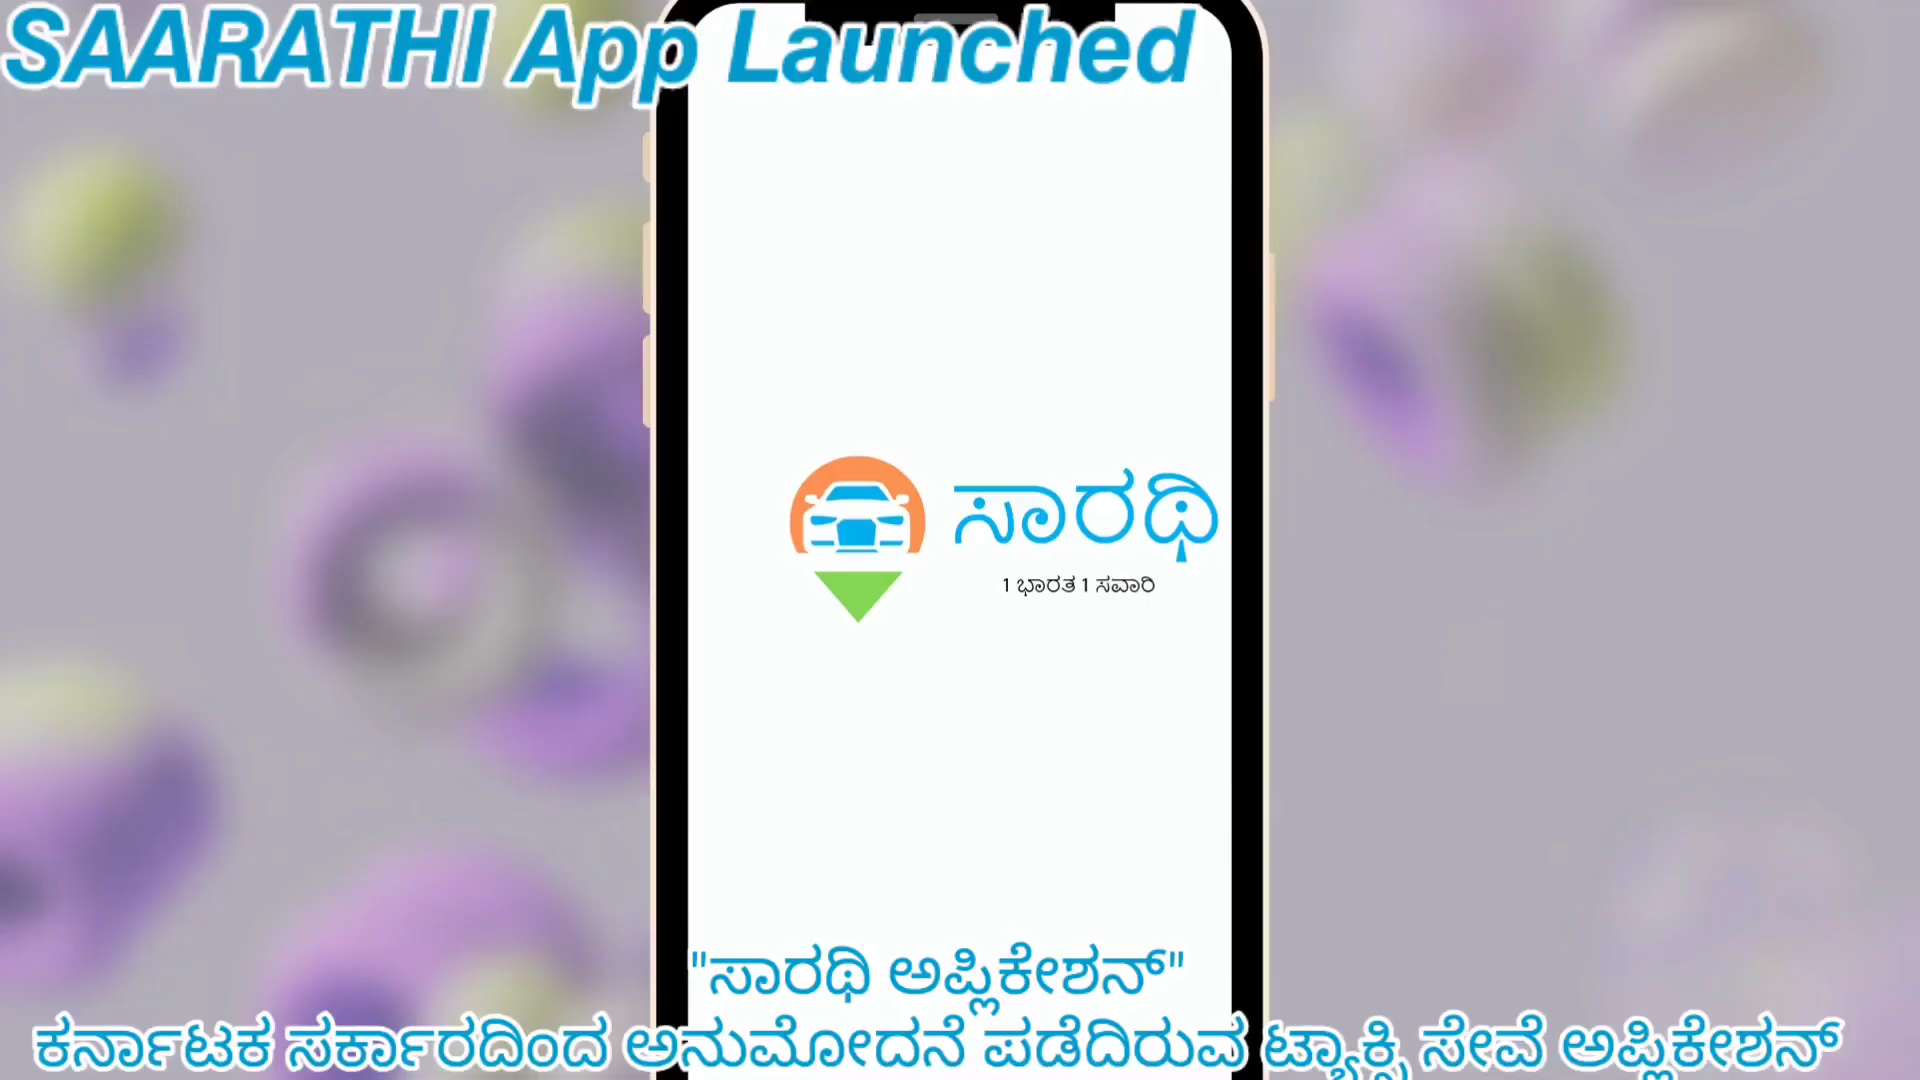 SAARATHI App Launched
ಸಾರಥಿ
1 ಭಾರತ 1 ಸವಾರಿ
"ಸಾರಥಿ ಅಪ್ಲಿಕೇಶನ್"
ಕರ್ನಾಟಕ ಸರ್ಕಾರದಿಂದ ಅನುಮೋದನೆ ಪಡೆದಿರುವ ಟ್ಯಾಕ್ಸಿ ಸೇವೆ ಅಪ್ಲಿಕೇಶನ್